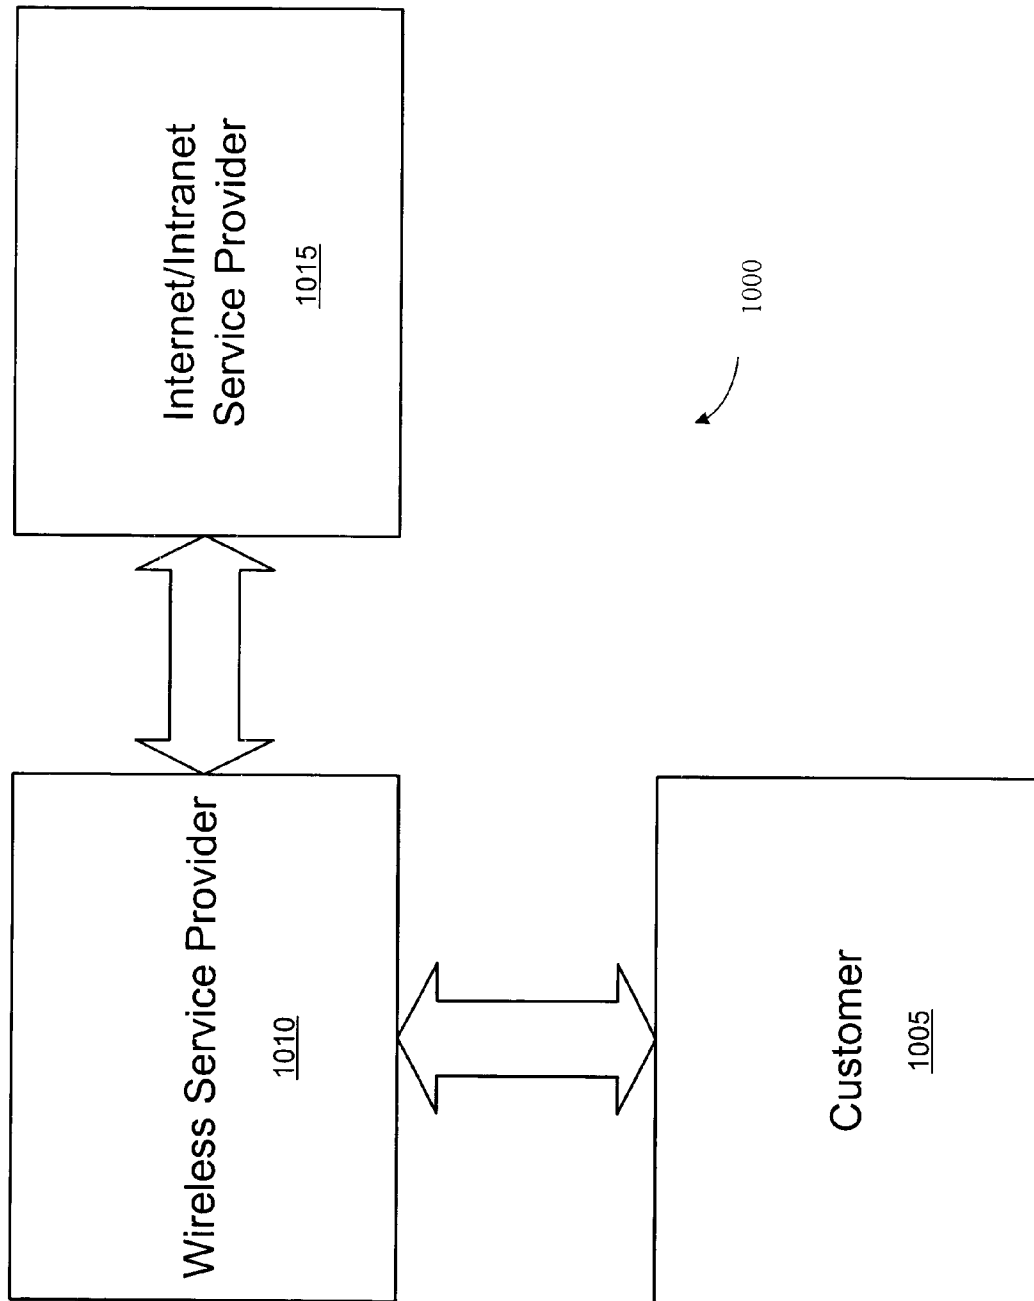 Wireless Service Provider
1010
Internet/Intranet
Service Provider
1015
Customer
1005
1000